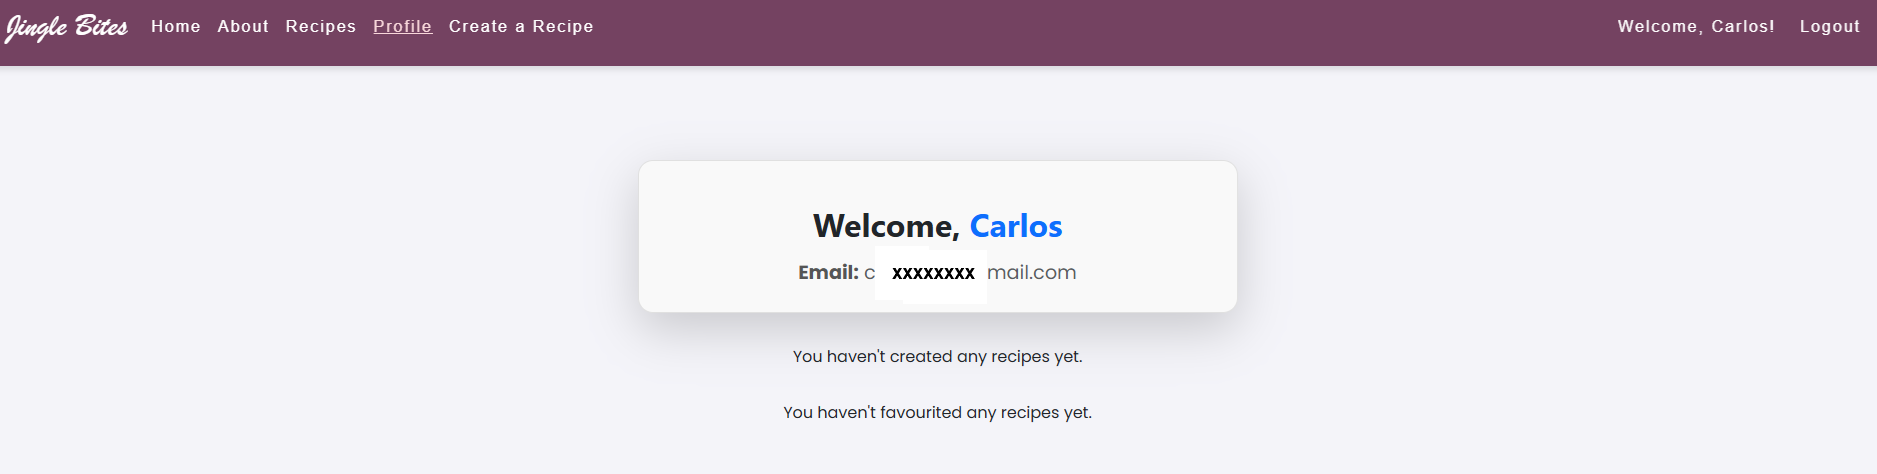 Jingle Bites Home About Recipes Profile Create a Recipe Welcome, Carlos! Logout
Welcome, Carlos
Email: c xxxxxxxx mail.com
You haven't created any recipes yet.
You haven't favourited any recipes yet.